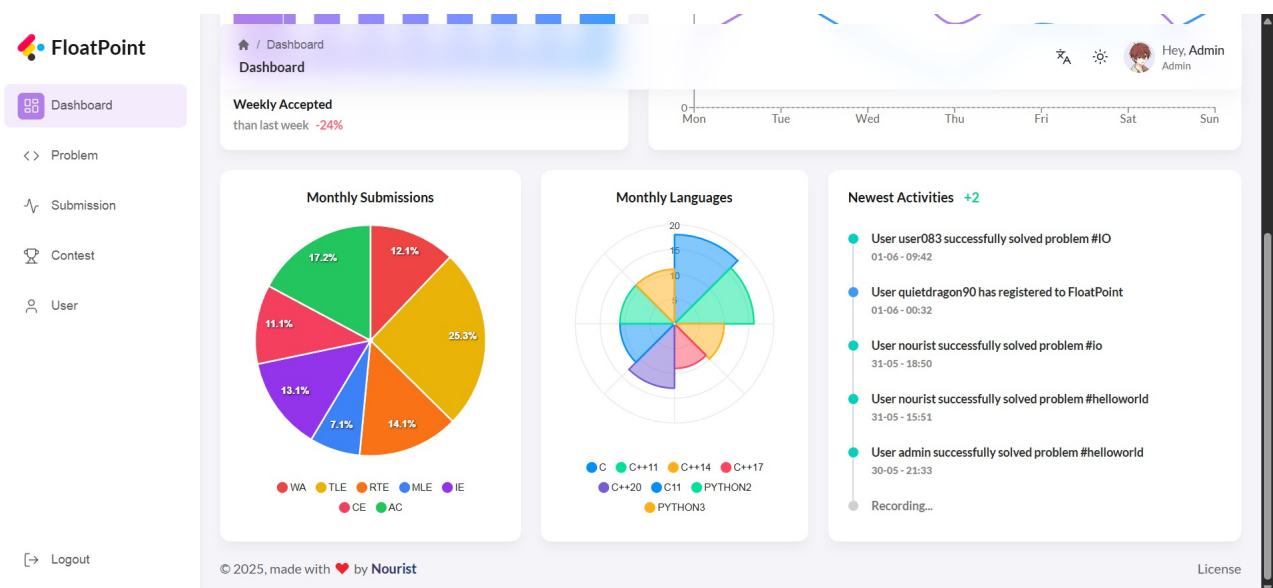 FloatPoint
Dashboard
Problem
Submission
Contest
User
Logout
/ Dashboard
Dashboard
Hey, Admin
Admin
Weekly Accepted
than last week -24%
0
Mon Tue Wed Thu Fri Sat Sun
Monthly Submissions
12.1%
17.2%
25.3%
11.1%
13.1%
14.1%
7.1%
WA TLE RTE MLE IE
CE AC
Monthly Languages
20
15
10
5
C C++11 C++14 C++17
C++20 C11 PYTHON2
PYTHON3
Newest Activities +2
User user083 successfully solved problem #IO
01-06 - 09:42
User quietdragon90 has registered to FloatPoint
01-06 - 00:32
User nourist successfully solved problem #io
31-05 - 18:50
User nourist successfully solved problem #helloworld
31-05 - 15:51
User admin successfully solved problem #helloworld
30-05 - 21:33
Recording...
© 2025, made with ❤ by Nourist
License